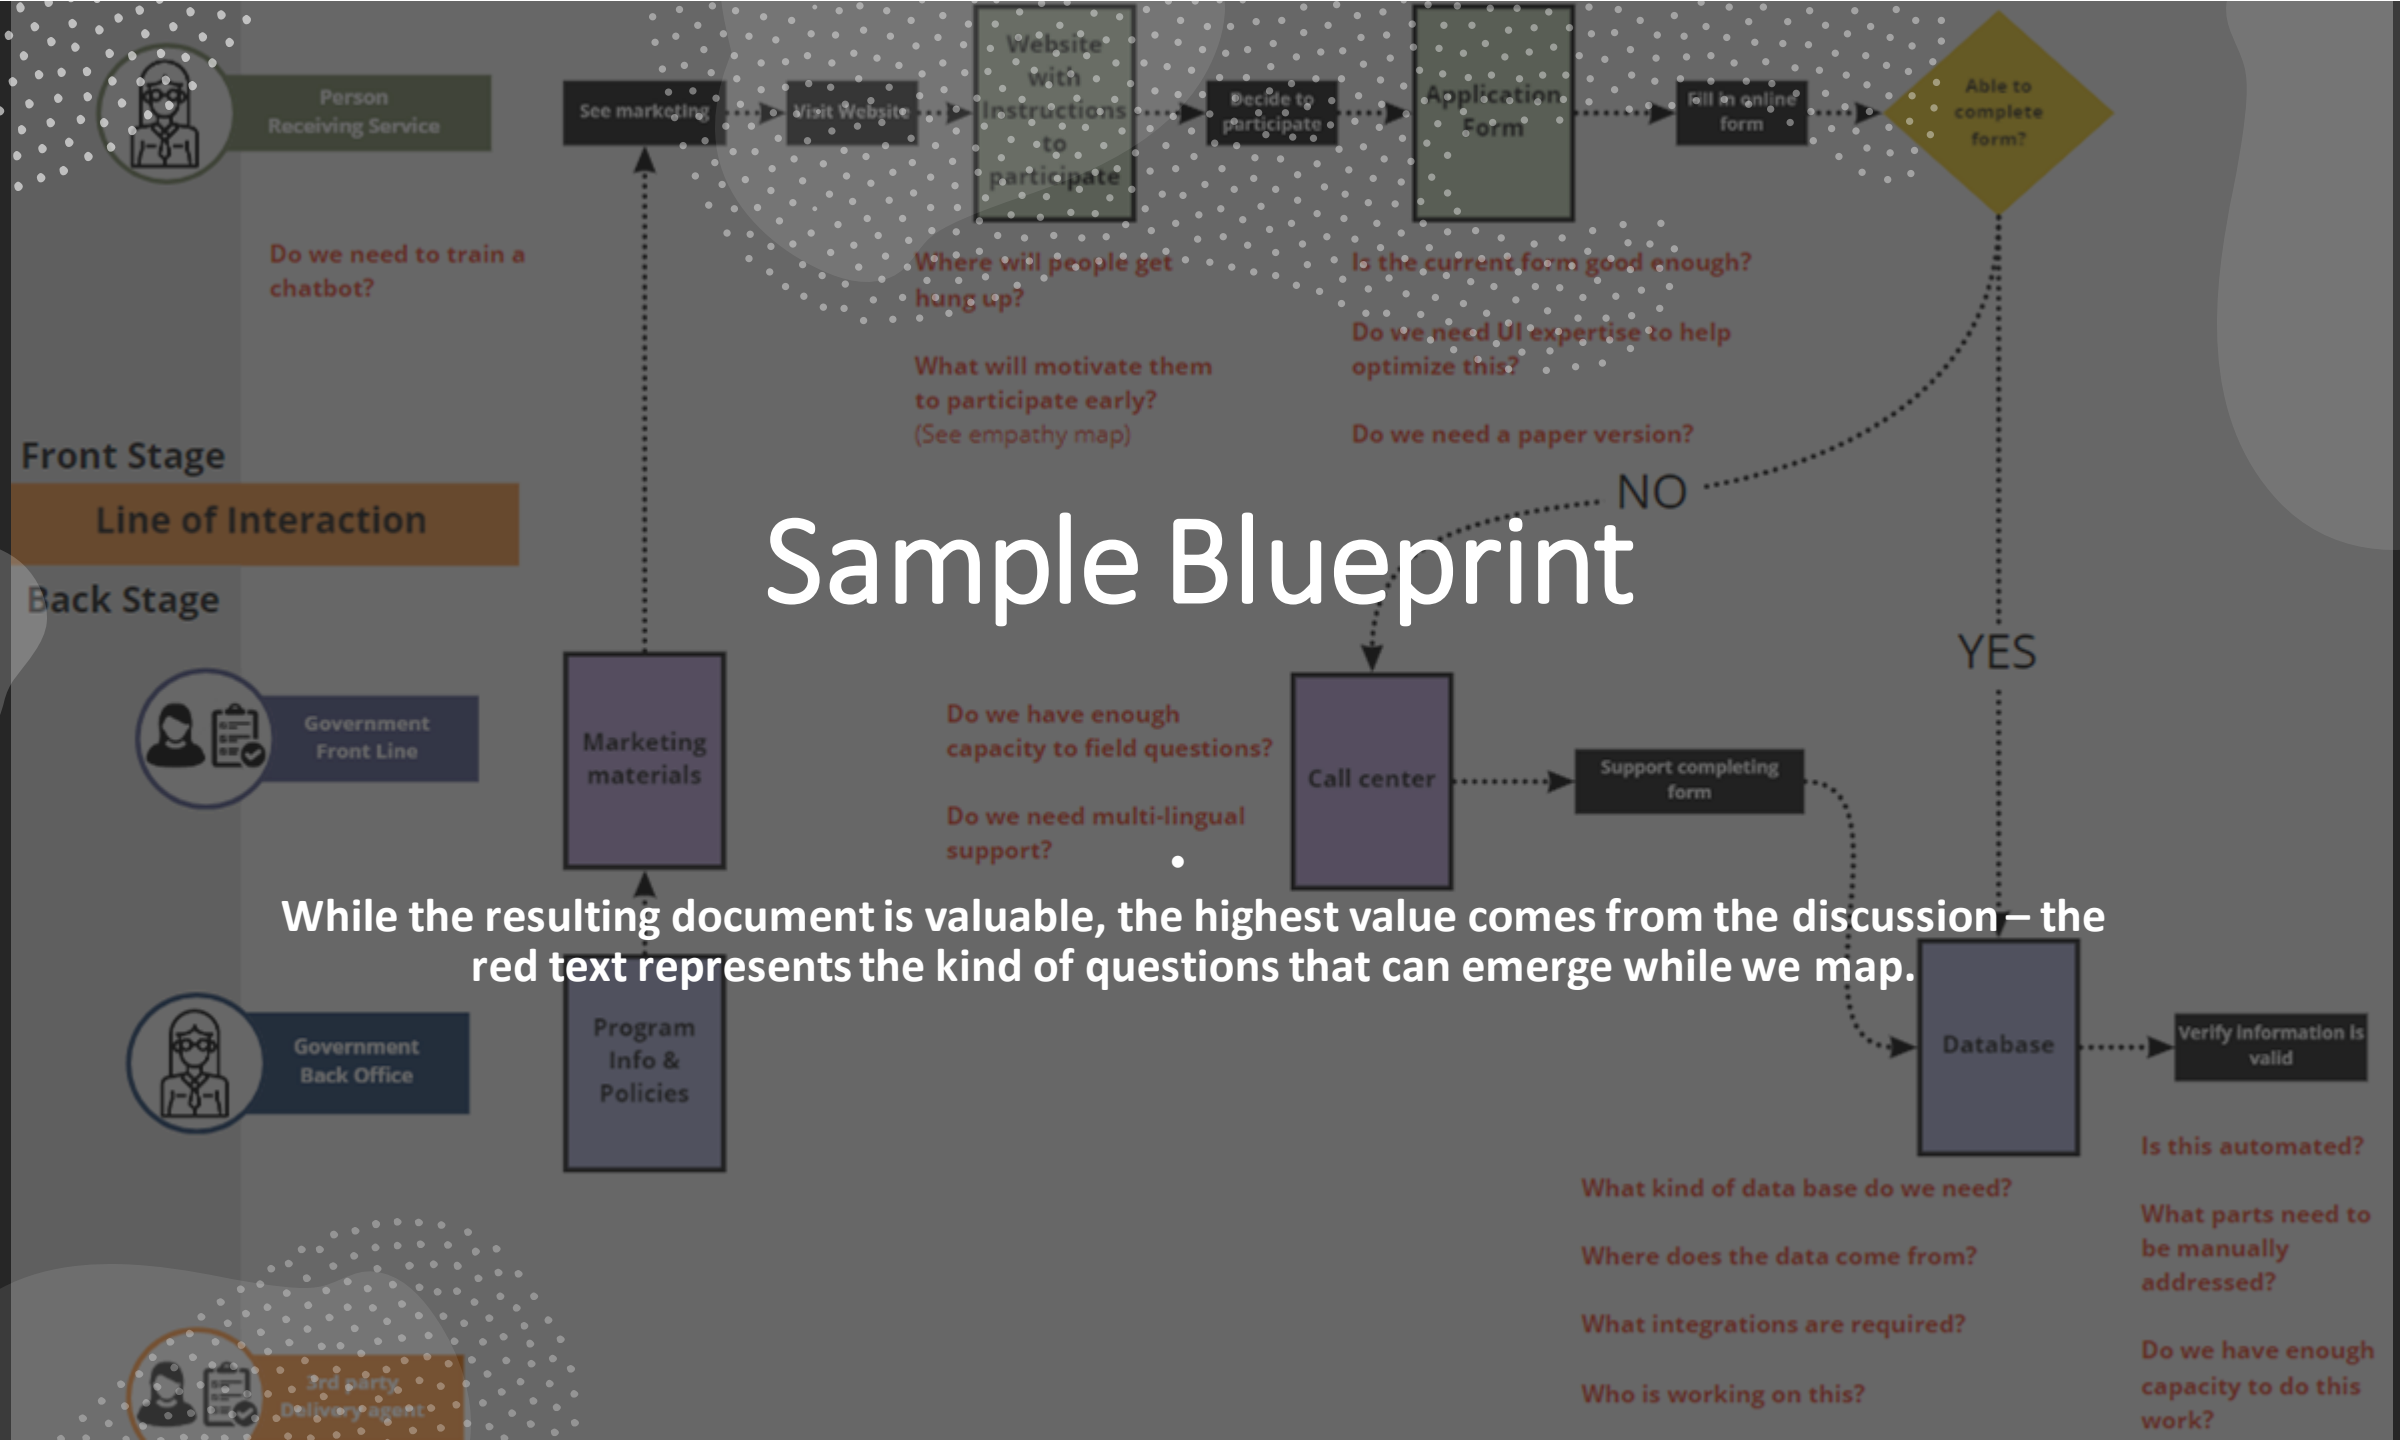 Person
Receiving Service
See marketing
Visit Website
Website
with
Instructions
to
participate
Decide to
participate
Application
Form
Fill in online
form
Able to
complete
form?
Do we need to train a
chatbot?
Where will people get
hung up?
What will motivate them
to participate early?
(See empathy map)
Is the current form good enough?
Do we need UI expertise to help
optimize this?
Do we need a paper version?
Front Stage
Line of Interaction
Back Stage
NO
YES
Sample Blueprint
Government
Front Line
Marketing
materials
Do we have enough
capacity to field questions?
Do we need multi-lingual
support?
Call center
Support completing
form
•
While the resulting document is valuable, the highest value comes from the discussion – the
red text represents the kind of questions that can emerge while we map.
Government
Back Office
Program
Info &
Policies
Database
Verify information is
valid
What kind of data base do we need?
Where does the data come from?
What integrations are required?
Who is working on this?
Is this automated?
What parts need to
be manually
addressed?
Do we have enough
capacity to do this
work?
3rd party
Delivery agent